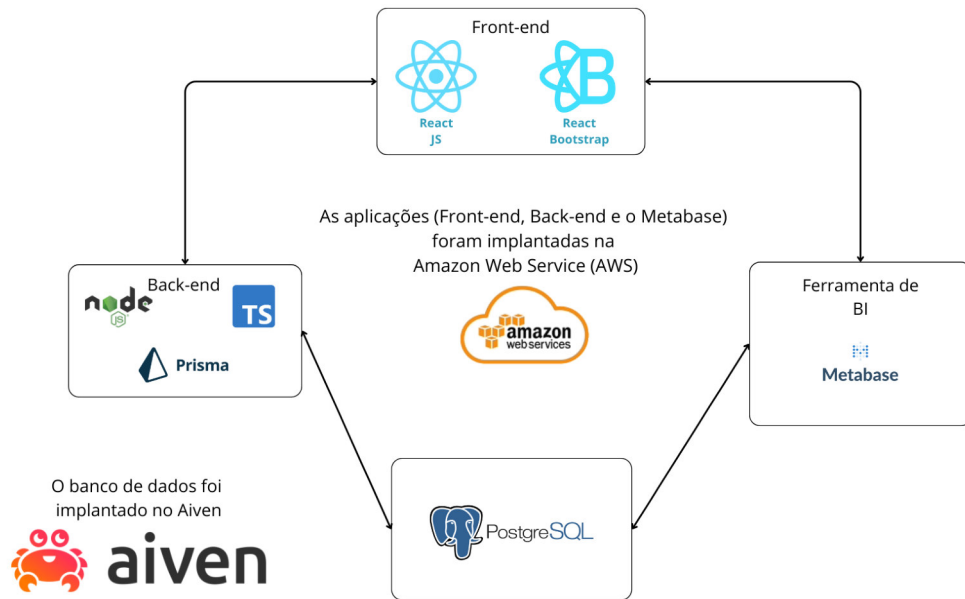 Front-end
React
JS
React
Bootstrap
As aplicações (Front-end, Back-end e o Metabase)
foram implantadas na
Amazon Web Service (AWS)
amazon
web services
Back-end
node
JS
TS
Prisma
Ferramenta de
BI
Metabase
PostgreSQL
O banco de dados foi
implantado no Aiven
aiven